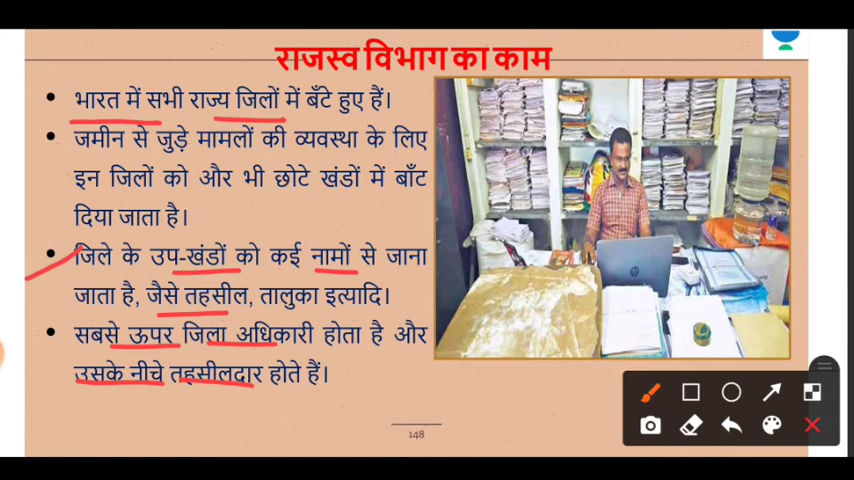 राजस्व विभाग का काम
• भारत में सभी राज्य जिलों में बँटे हुए हैं।
• जमीन से जुड़े मामलों की व्यवस्था के लिए
इन जिलों को और भी छोटे खंडों में बाँट
दिया जाता है।
• जिले के उप-खंडों को कई नामों से जाना
जाता है, जैसे तहसील, तालुका इत्यादि।
• सबसे ऊपर जिला अधिकारी होता है और
उसके नीचे तहसीलदार होते हैं।
148